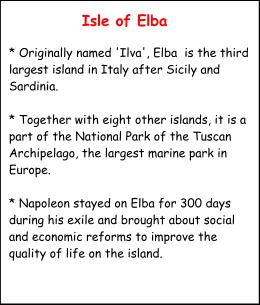 Isle of Elba
* Originally named 'Ilva', Elba  is the third
largest island in Italy after Sicily and
Sardinia.
* Together with eight other islands, it is a
part of the National Park of the Tuscan
Archipelago, the largest marine park in
Europe.
* Napoleon stayed on Elba for 300 days
during his exile and brought about social
and economic reforms to improve the
quality of life on the island.